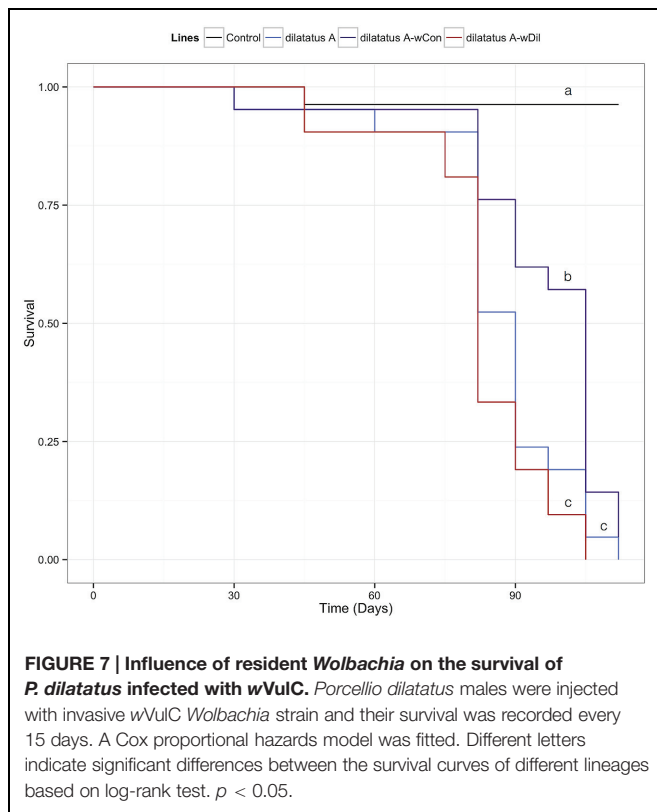 Lines Control dilatatus A dilatatus A-wCon dilatatus A-wDil
1.00
0.75
0.50
0.25
0.00
Survival
a
b
c
c
0 30 60 90
Time (Days)
FIGURE 7 | Influence of resident Wolbachia on the survival of
P. dilatatus infected with wVulC. Porcellio dilatatus males were injected
with invasive wVulC Wolbachia strain and their survival was recorded every
15 days. A Cox proportional hazards model was fitted. Different letters
indicate significant differences between the survival curves of different lineages
based on log-rank test. p < 0.05.